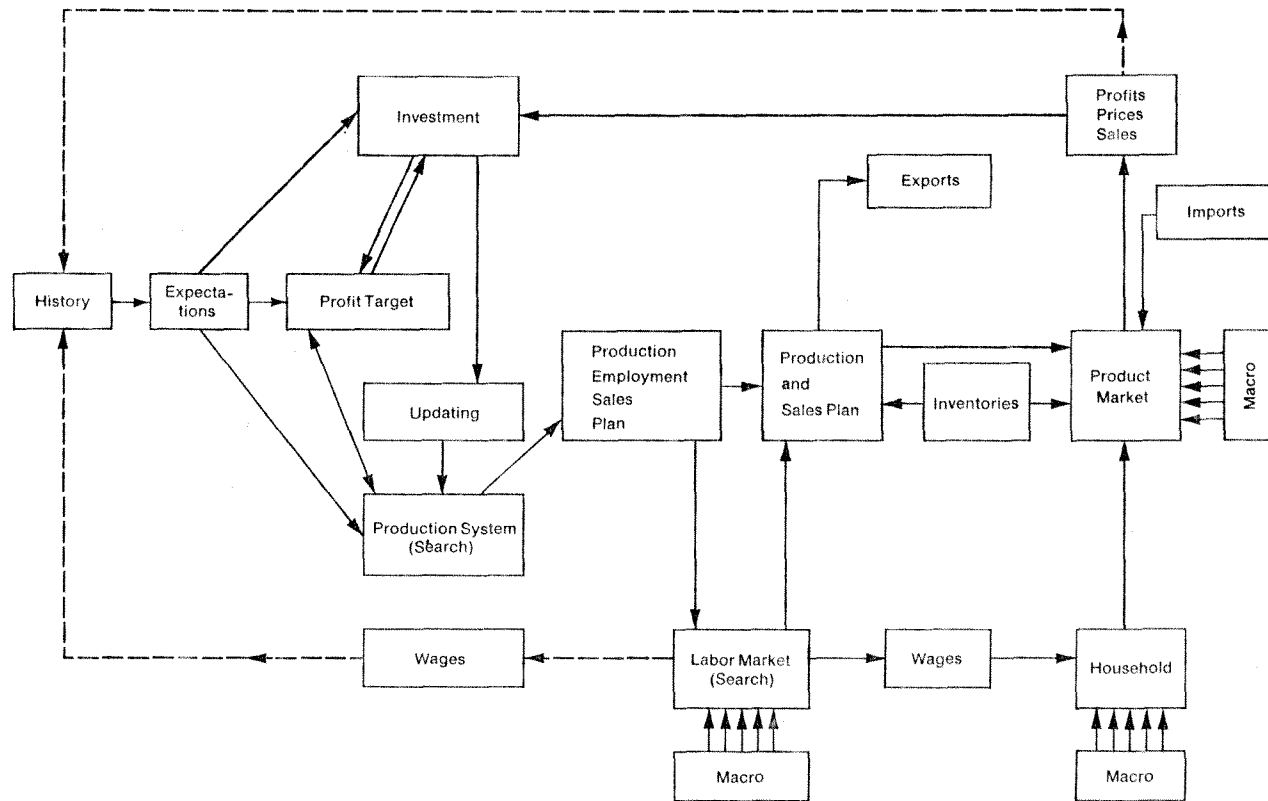 Investment
Profits
Prices
Sales
Exports
Imports
History
Expecta-
tions
Profit Target
Production
Employment
Sales
Plan
Production
and
Sales Plan
Inventories
Product
Market
Macro
Updating
Production System
(Search)
Wages
Labor Market
(Search)
Wages
Household
Macro
Macro